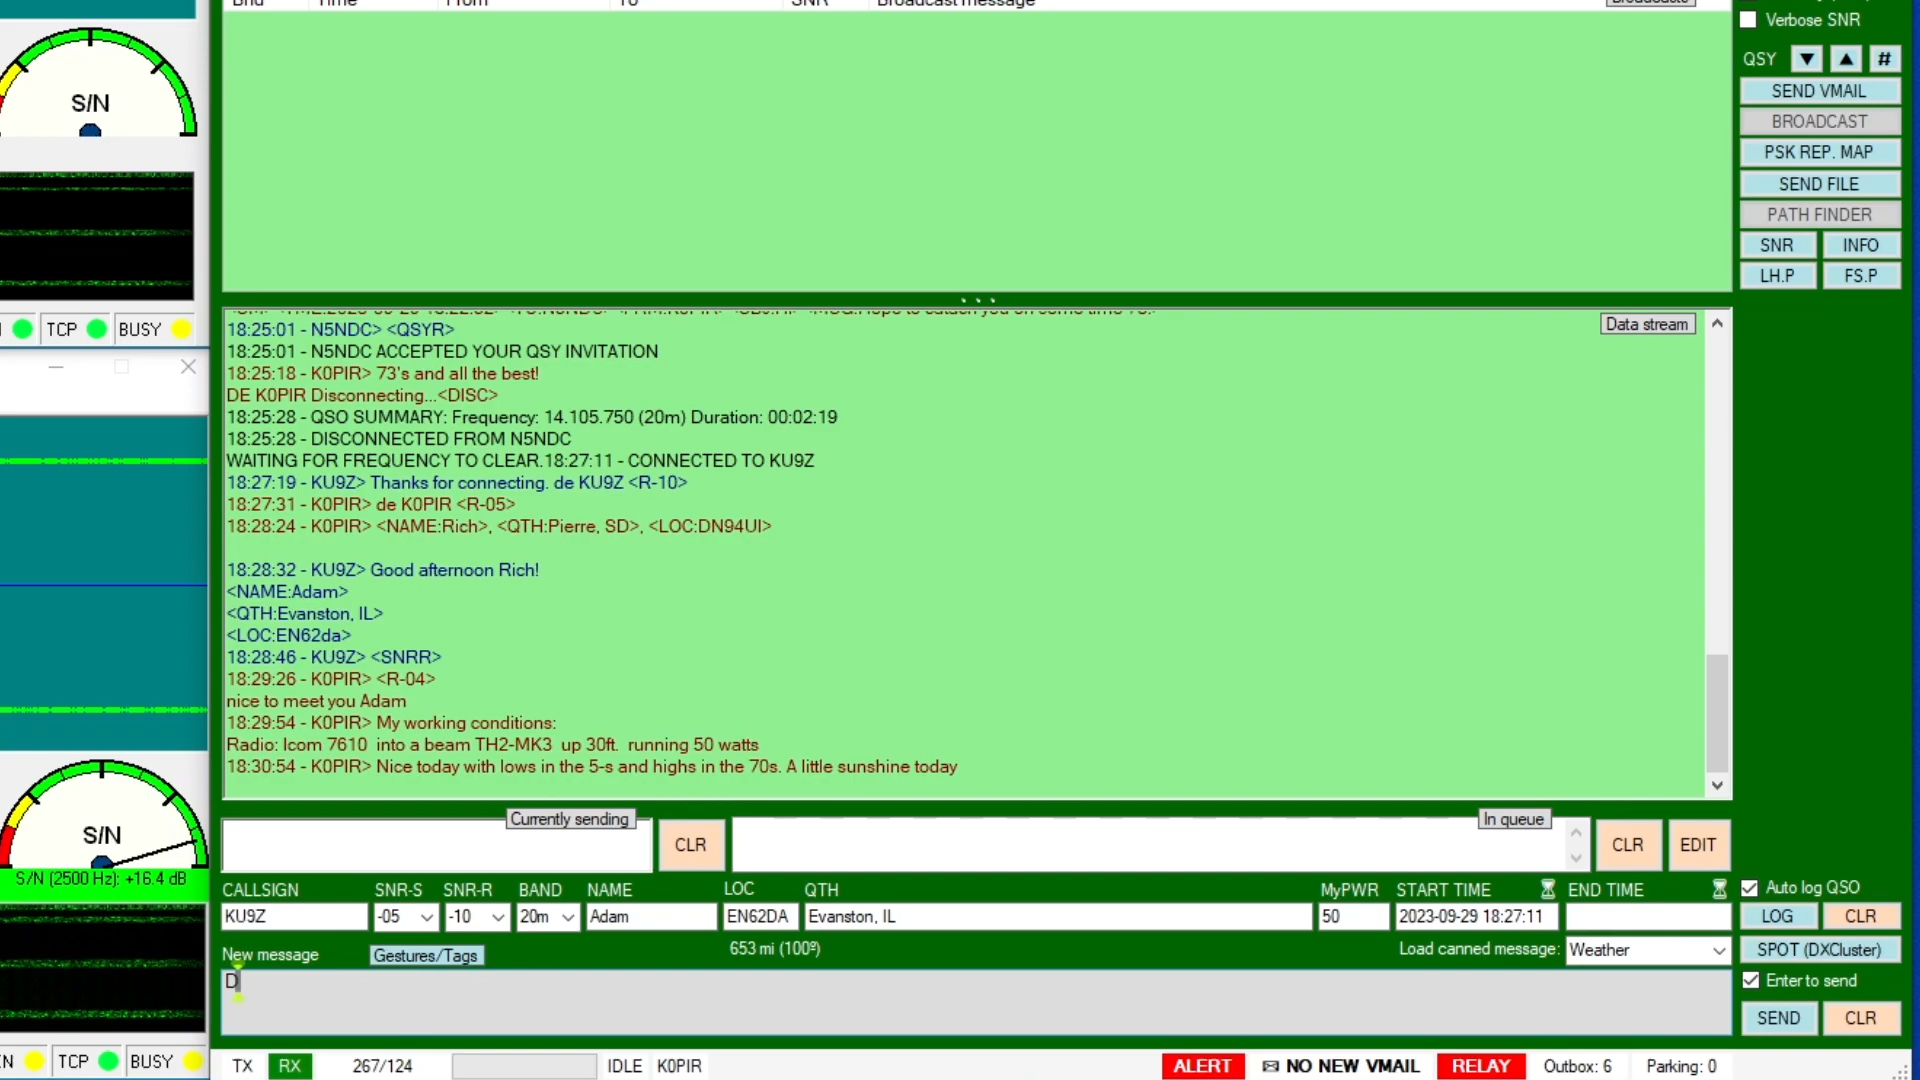 Bnd Time From To SNR Broadcast message Broadcasts
Verbose SNR
S/N
QSY ▼ ▲ #
SEND VMAIL
BROADCAST
PSK REP. MAP
SEND FILE
PATH FINDER
SNR INFO
LH.P FS.P
TCP BUSY
Data stream
18:25:01 - N5NDC> <QSYR>
18:25:01 - N5NDC ACCEPTED YOUR QSY INVITATION
18:25:18 - K0PIR> 73's and all the best!
DE K0PIR Disconnecting...<DISC>
18:25:28 - QSO SUMMARY: Frequency: 14.105.750 (20m) Duration: 00:02:19
18:25:28 - DISCONNECTED FROM N5NDC
WAITING FOR FREQUENCY TO CLEAR.18:27:11 - CONNECTED TO KU9Z
18:27:19 - KU9Z> Thanks for connecting. de KU9Z <R-10>
18:27:31 - K0PIR> de K0PIR <R-05>
18:28:24 - K0PIR> <NAME:Rich>, <QTH:Pierre, SD>, <LOC:DN94UI>
18:28:32 - KU9Z> Good afternoon Rich!
<NAME:Adam>
<QTH:Evanston, IL>
<LOC:EN62da>
18:28:46 - KU9Z> <SNRR>
18:29:26 - K0PIR> <R-04>
nice to meet you Adam
18:29:54 - K0PIR> My working conditions:
Radio: Icom 7610 into a beam TH2-MK3 up 30ft. running 50 watts
18:30:54 - K0PIR> Nice today with lows in the 5-s and highs in the 70s. A little sunshine today
Currently sending
CLR
In queue
CLR EDIT
S/N
S/N (2500 Hz): +16.4 dB
CALLSIGN SNR-S SNR-R BAND NAME LOC QTH MyPWR START TIME END TIME Auto log QSO
KU9Z -05 -10 20m Adam EN62DA Evanston, IL 50 2023-09-29 18:27:11 LOG CLR
New message Gestures/Tags 653 mi (100º) Load canned message: Weather SPOT (DXCluster)
D
Enter to send
SEND CLR
TCP BUSY
TX RX 267/124 IDLE K0PIR ALERT NO NEW VMAIL RELAY Outbox: 6 Parking: 0